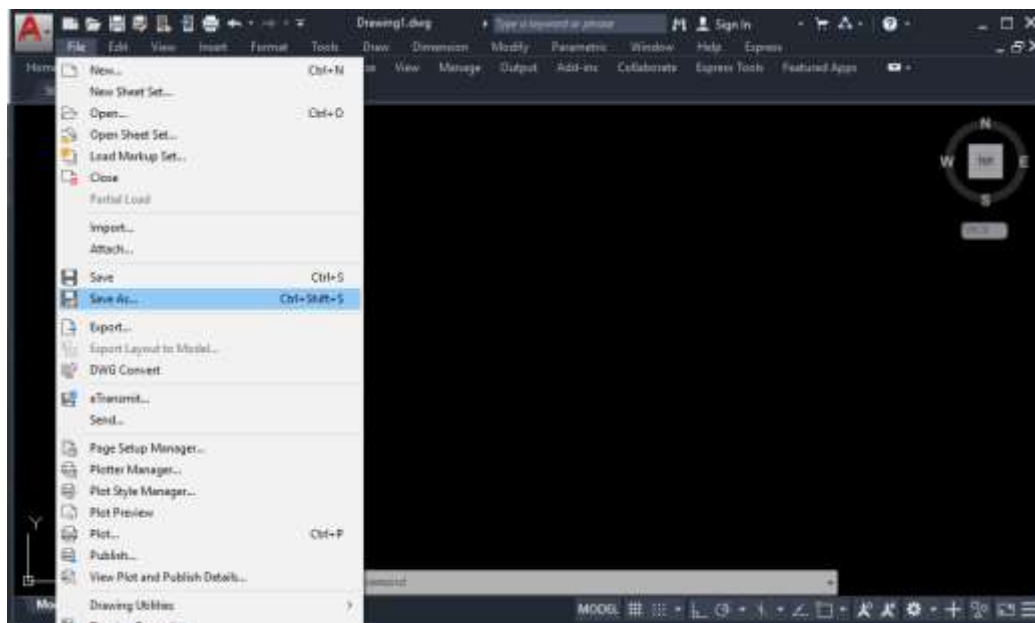 Drawing1.dwg Type a keyword or phrase Sign In
File Edit View Insert Format Tools Draw Dimension Modify Parametric Window Help Express
View Manage Output Add-ins Collaborate Express Tools Featured Apps
New... Ctrl+N
New Sheet Set...
Open... Ctrl+O
Open Sheet Set...
Load Markup Set...
Close
Partial Load
Import...
Attach...
Save Ctrl+S
Save As... Ctrl+Shift+S
Export...
Export Layout to Model...
DWG Convert
eTransmit...
Send...
Page Setup Manager...
Plotter Manager...
Plot Style Manager...
Plot Preview
Plot... Ctrl+P
Publish...
View Plot and Publish Details...
Drawing Utilities
N
W TOP E
S
Y
MODEL